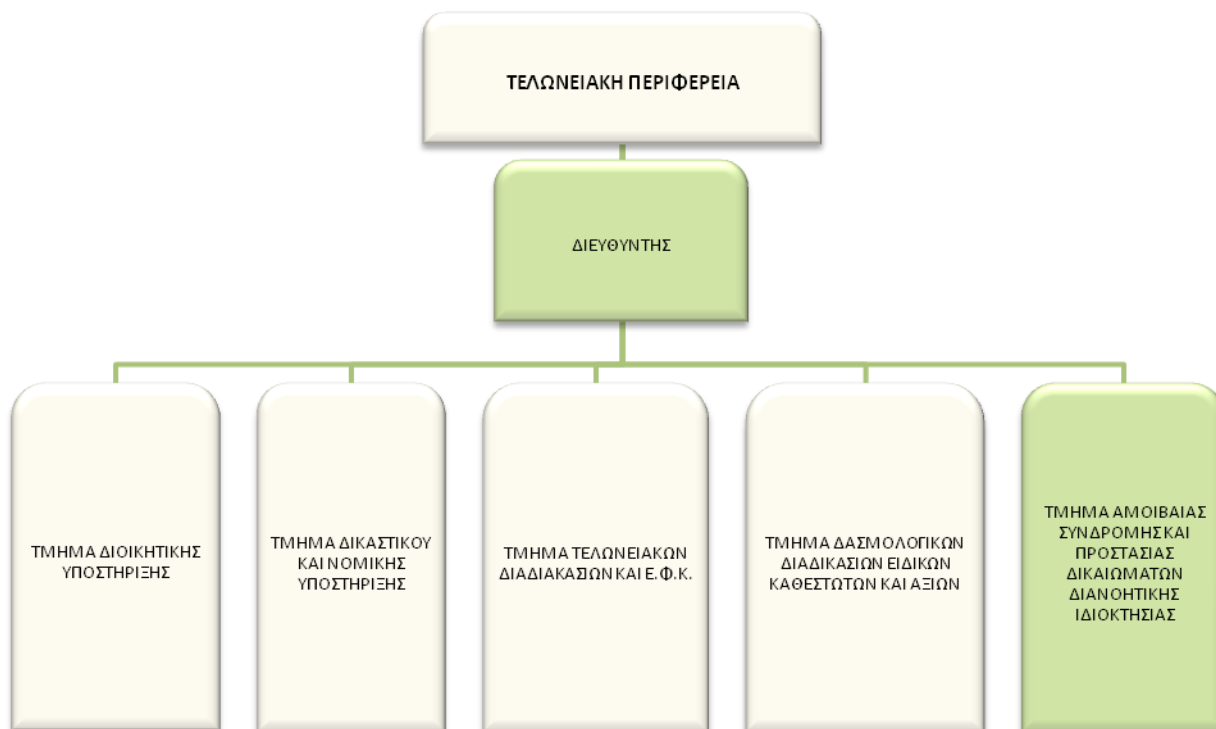 ΤΕΛΩΝΕΙΑΚΗ ΠΕΡΙΦΕΡΕΙΑ
ΔΙΕΥΘΥΝΤΗΣ
ΤΜΗΜΑ ΔΙΟΙΚΗΤΙΚΗΣ
ΥΠΟΣΤΗΡΙΞΗΣ
ΤΜΗΜΑ ΔΙΚΑΣΤΙΚΟΥ
ΚΑΙ ΝΟΜΙΚΗΣ
ΥΠΟΣΤΗΡΙΞΗΣ
ΤΜΗΜΑ ΤΕΛΩΝΕΙΑΚΩΝ
ΔΙΑΔΙΑΚΑΣΙΩΝ ΚΑΙ Ε.Φ.Κ.
ΤΜΗΜΑ ΔΑΣΜΟΛΟΓΙΚΩΝ
ΔΙΑΔΙΚΑΣΙΩΝ ΕΙΔΙΚΩΝ
ΚΑΘΕΣΤΩΤΩΝ ΚΑΙ ΑΞΙΩΝ
ΤΜΗΜΑ ΑΜΟΙΒΑΙΑΣ
ΣΥΝΔΡΟΜΗΣ ΚΑΙ
ΠΡΟΣΤΑΣΙΑΣ
ΔΙΚΑΙΩΜΑΤΩΝ
ΔΙΑΝΟΗΤΙΚΗΣ
ΙΔΙΟΚΤΗΣΙΑΣ